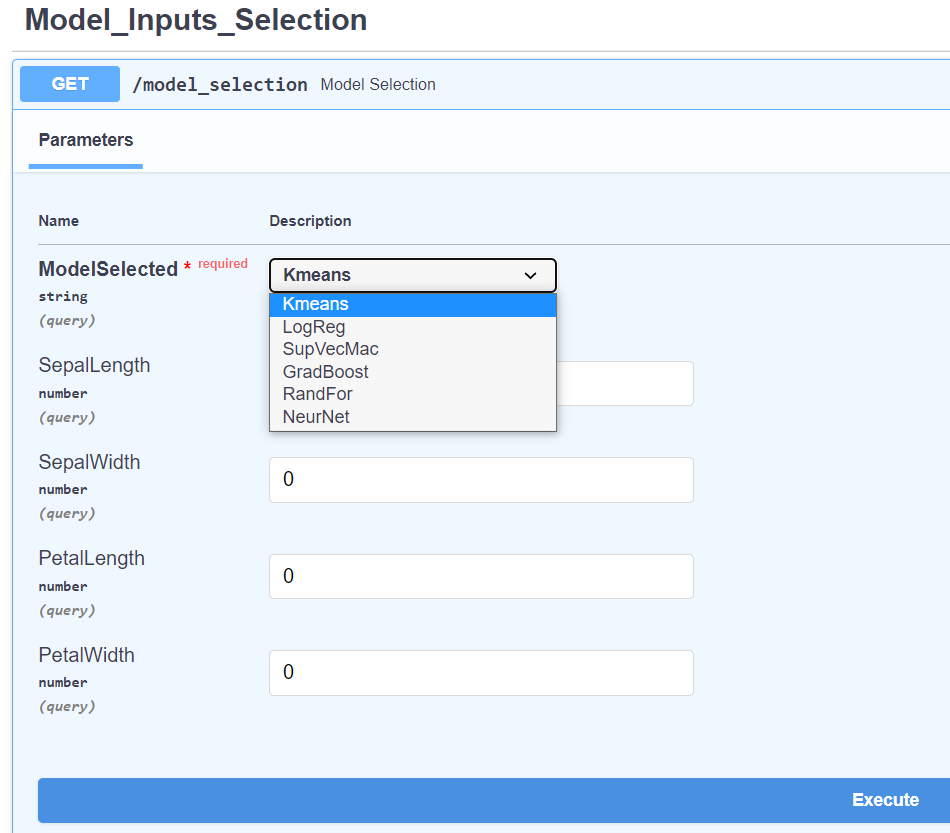 Model_Inputs_Selection
GET /model_selection Model Selection
Parameters
Name Description
ModelSelected * required Kmeans
string
(query)
Kmeans
LogReg
SupVecMac
GradBoost
RandFor
NeurNet
SepalLength
number
(query)
SepalWidth 0
number
(query)
PetalLength 0
number
(query)
PetalWidth 0
number
(query)
Execute